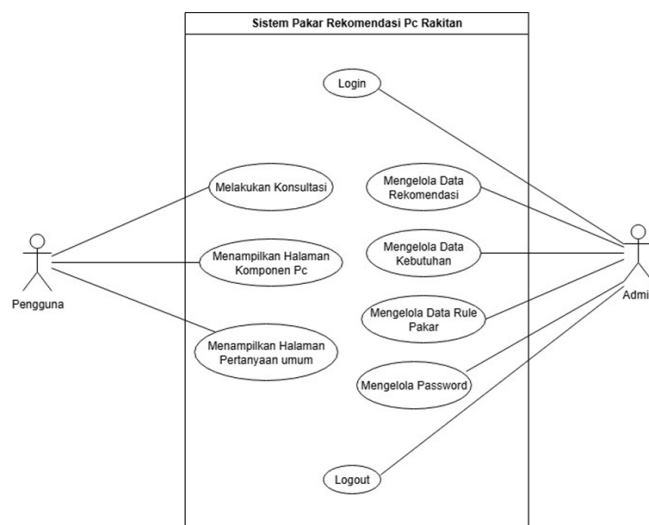 Sistem Pakar Rekomendasi Pc Rakitan
Login
Melakukan Konsultasi
Mengelola Data
Rekomendasi
Menampilkan Halaman
Komponen Pc
Mengelola Data
Kebutuhan
Pengguna
Admi
Mengelola Data Rule
Pakar
Menampilkan Halaman
Pertanyaan umum
Mengelola Password
Logout